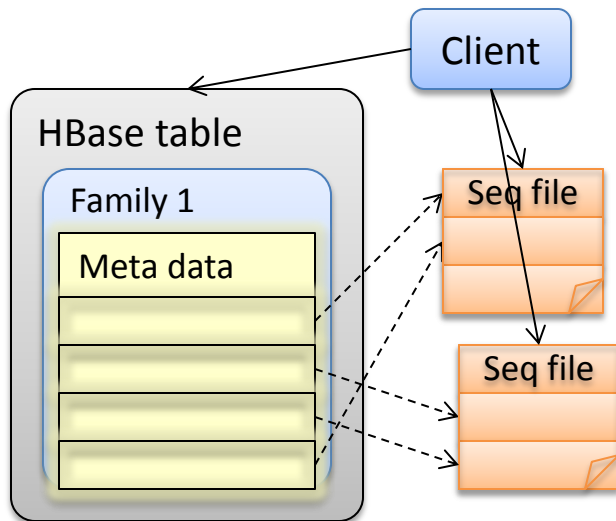 Client
HBase table
Family 1
Meta data
Seq file
Seq file